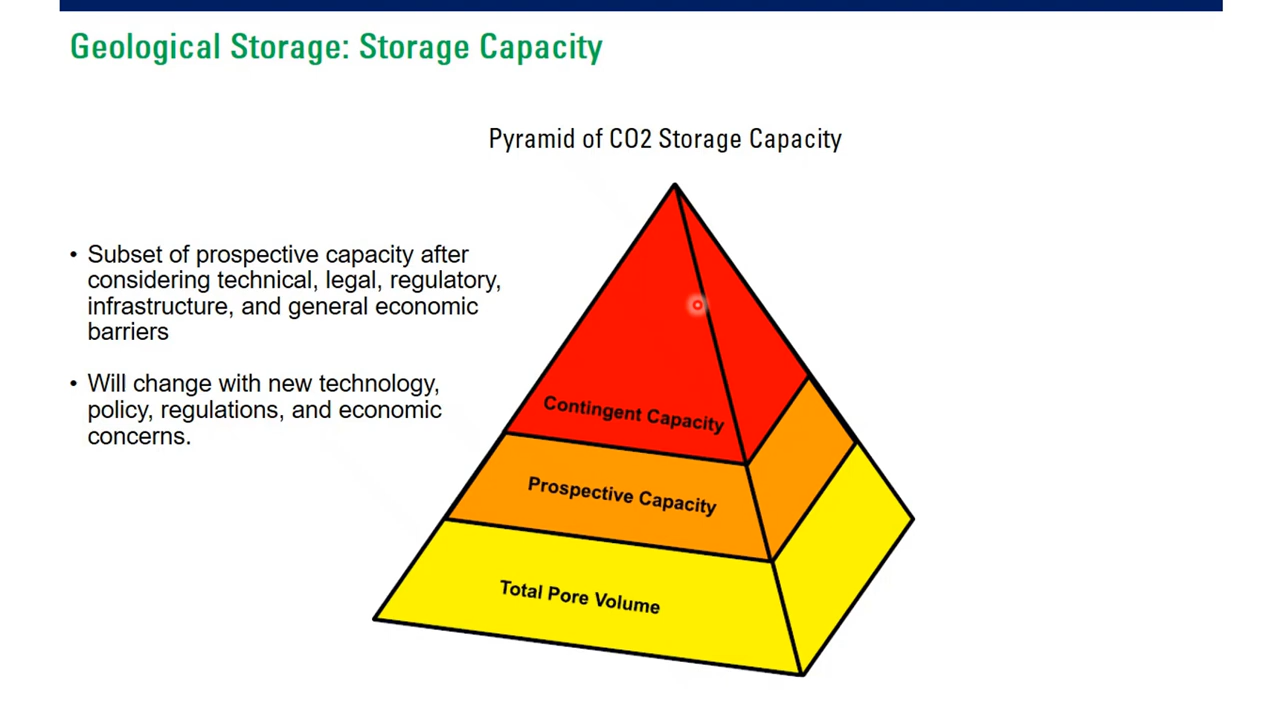 Geological Storage: Storage Capacity
Pyramid of CO2 Storage Capacity
• Subset of prospective capacity after
considering technical, legal, regulatory,
infrastructure, and general economic
barriers
• Will change with new technology,
policy, regulations, and economic
concerns.
Contingent Capacity
Prospective Capacity
Total Pore Volume